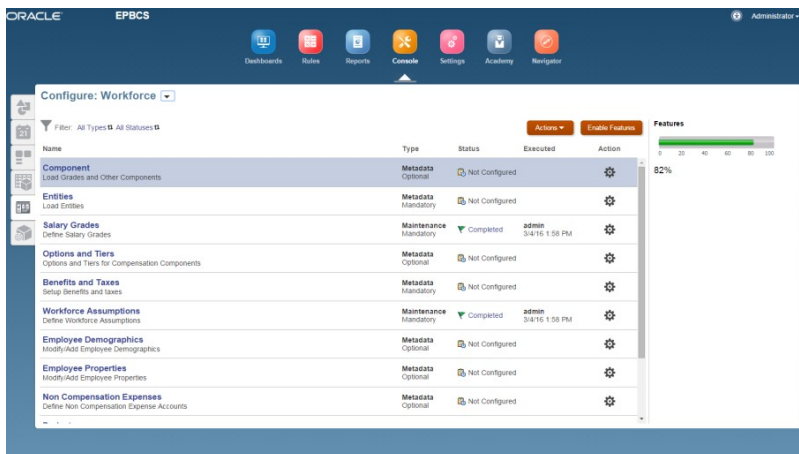 ORACLE EPBCS Administrator
Dashboards Rules Reports Console Settings Academy Navigator
Configure: Workforce
Filter: All Types All Statuses Actions Enable Features Features
Name Type Status Executed Action 0 20 40 60 80 100
Component Metadata Not Configured 82%
Load Grades and Other Components Optional
Entities Metadata Not Configured
Load Entities Mandatory
Salary Grades Maintenance Completed admin
Define Salary Grades Mandatory 3/4/16 1:58 PM
Options and Tiers Metadata Not Configured
Options and Tiers for Compensation Components Optional
Benefits and Taxes Metadata Not Configured
Setup Benefits and taxes Mandatory
Workforce Assumptions Maintenance Completed admin
Define Workforce Assumptions Mandatory 3/4/16 1:58 PM
Employee Demographics Metadata Not Configured
Modify/Add Employee Demographics Optional
Employee Properties Metadata Not Configured
Modify/Add Employee Properties Optional
Non Compensation Expenses Metadata Not Configured
Define Non Compensation Expense Accounts Optional